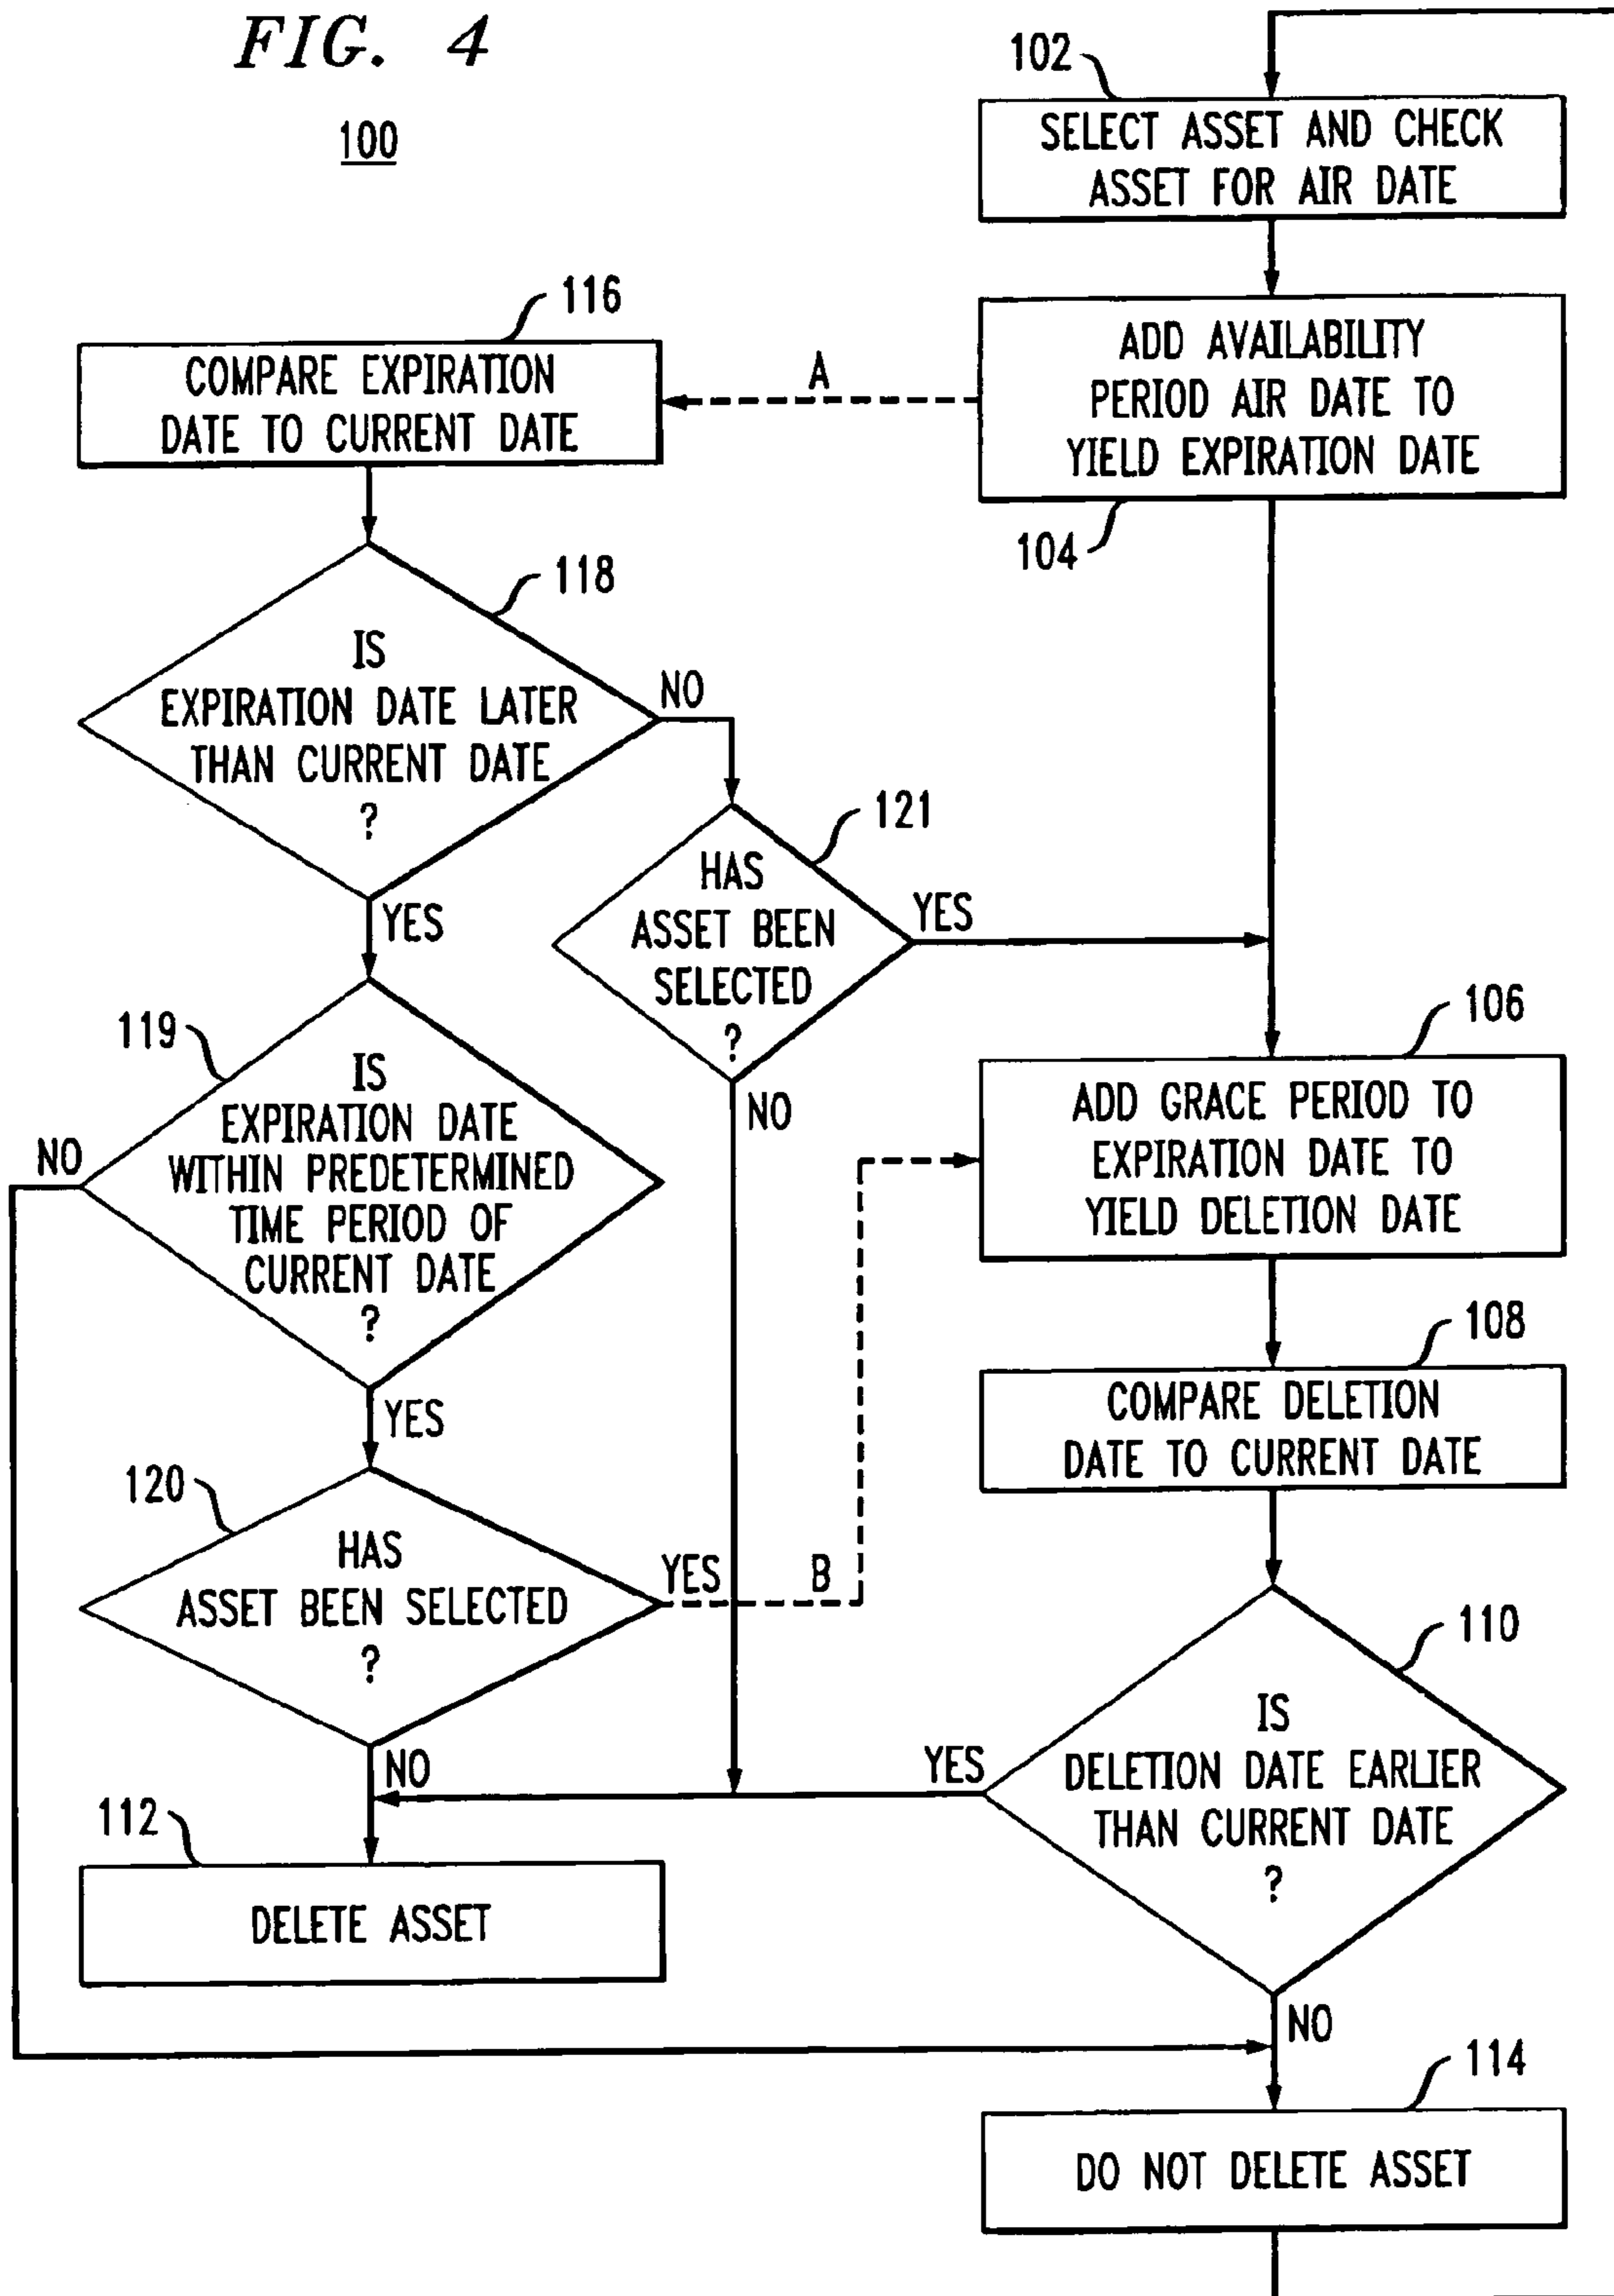 FIG. 4
100
102
SELECT ASSET AND CHECK
ASSET FOR AIR DATE
ADD AVAILABILITY
PERIOD AIR DATE TO
YIELD EXPIRATION DATE
104
A
116
COMPARE EXPIRATION
DATE TO CURRENT DATE
118
IS
EXPIRATION DATE LATER
THAN CURRENT DATE
?
NO
YES
121
HAS
ASSET BEEN
SELECTED
?
YES
NO
119
IS
EXPIRATION DATE
WITHIN PREDETERMINED
TIME PERIOD OF
CURRENT DATE
?
NO
YES
106
ADD GRACE PERIOD TO
EXPIRATION DATE TO
YIELD DELETION DATE
108
COMPARE DELETION
DATE TO CURRENT DATE
120
HAS
ASSET BEEN SELECTED
?
YES
B
NO
110
IS
DELETION DATE EARLIER
THAN CURRENT DATE
?
YES
NO
112
DELETE ASSET
114
DO NOT DELETE ASSET